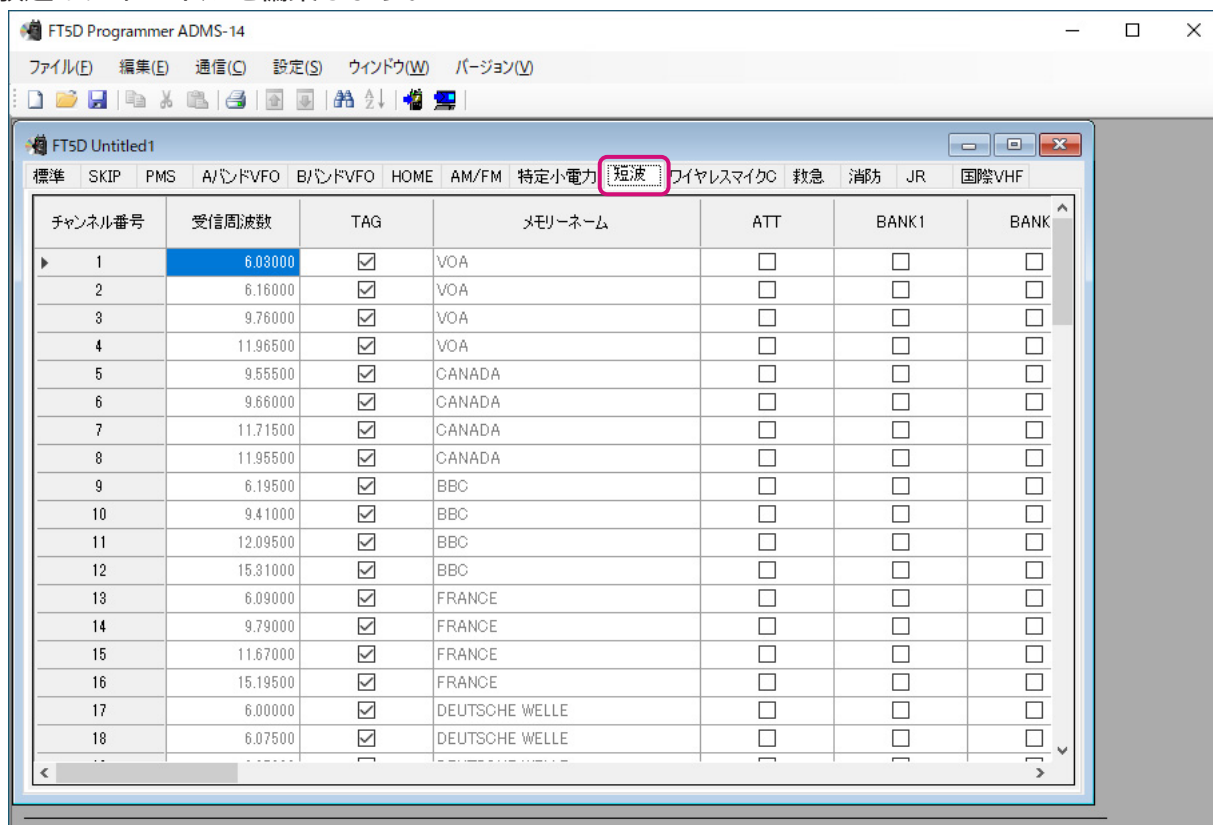 FT5D Programmer ADMS-14
ファイル(F) 編集(E) 通信(C) 設定(S) ウィンドウ(W) バージョン(V)
FT5D Untitled1
標準 SKIP PMS A/バンドVFO B/バンドVFO HOME AM/FM 特定小電力 短波 ワイヤレスマイクC 救急 消防 JR 国際VHF
チャンネル番号 受信周波数 TAG メモリーネーム ATT BANK1 BANK
1 6.03000 VOA
2 6.16000 VOA
3 9.76000 VOA
4 11.96500 VOA
5 9.55500 CANADA
6 9.66000 CANADA
7 11.71500 CANADA
8 11.95500 CANADA
9 6.19500 BBC
10 9.41000 BBC
11 12.09500 BBC
12 15.31000 BBC
13 6.09000 FRANCE
14 9.79000 FRANCE
15 11.67000 FRANCE
16 15.19500 FRANCE
17 6.00000 DEUTSCHE WELLE
18 6.07500 DEUTSCHE WELLE